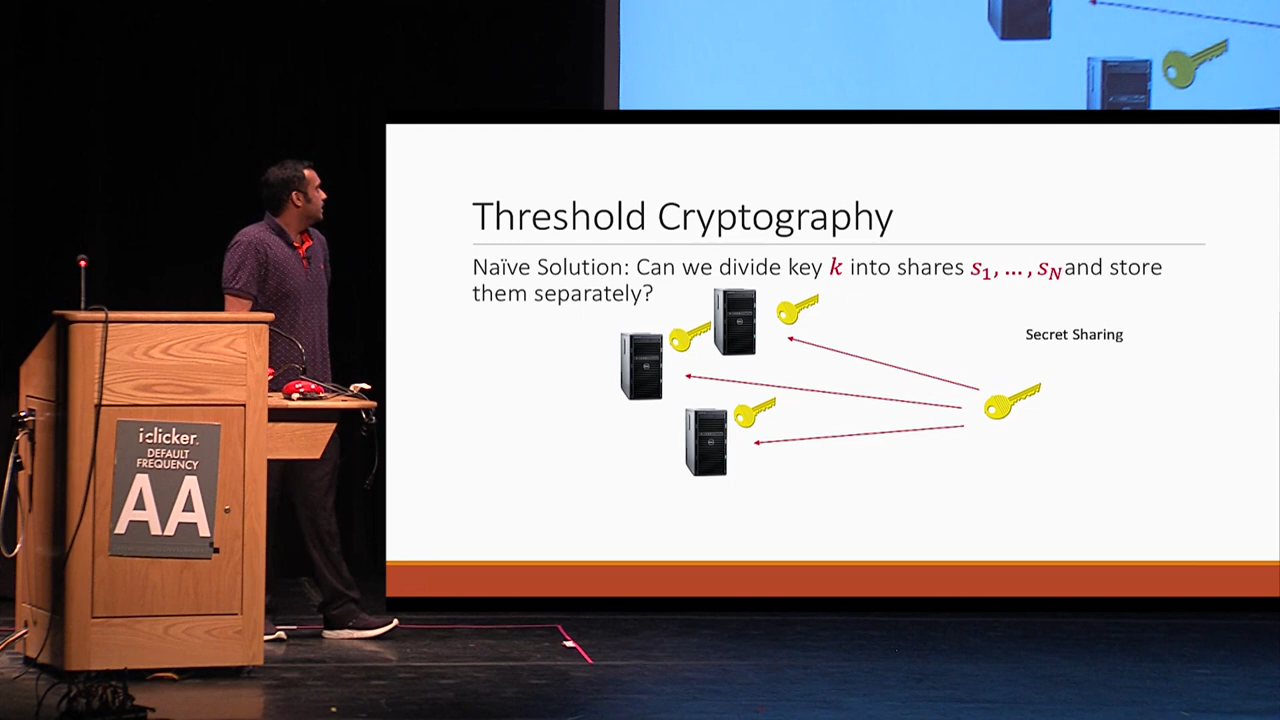 Threshold Cryptography
Naïve Solution: Can we divide key k into shares s₁, … , s_N and store
them separately?
Secret Sharing
iclicker.
DEFAULT
FREQUENCY
AA